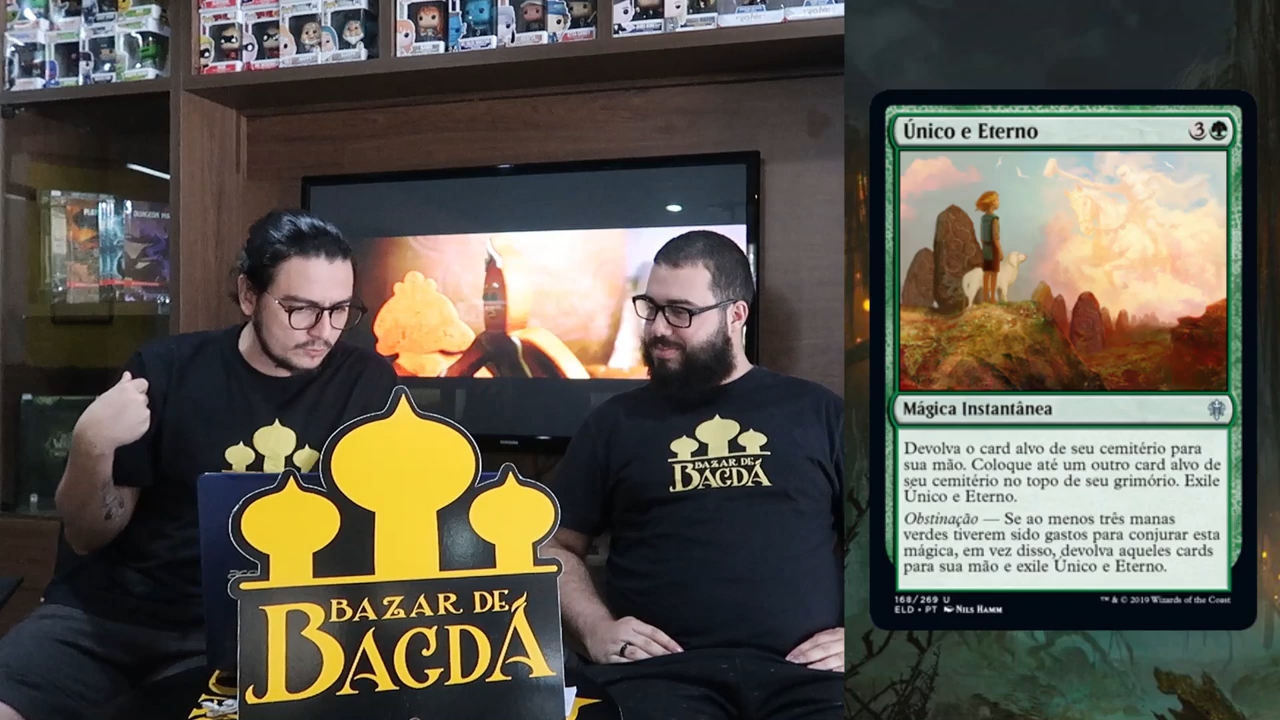 BAZAR DE
BAGDÁ
BAZAR DE
BAGDÁ
Único e Eterno 3
Mágica Instantânea
Devolva o card alvo de seu cemitério para
sua mão. Coloque até um outro card alvo de
seu cemitério no topo de seu grimório. Exile
Único e Eterno.
Obstinação — Se ao menos três manas
verdes tiverem sido gastos para conjurar esta
mágica, em vez disso, devolva aqueles cards
para sua mão e exile Único e Eterno.
168/269 U
ELD • PT Nils Hamm
™ & © 2019 Wizards of the Coast